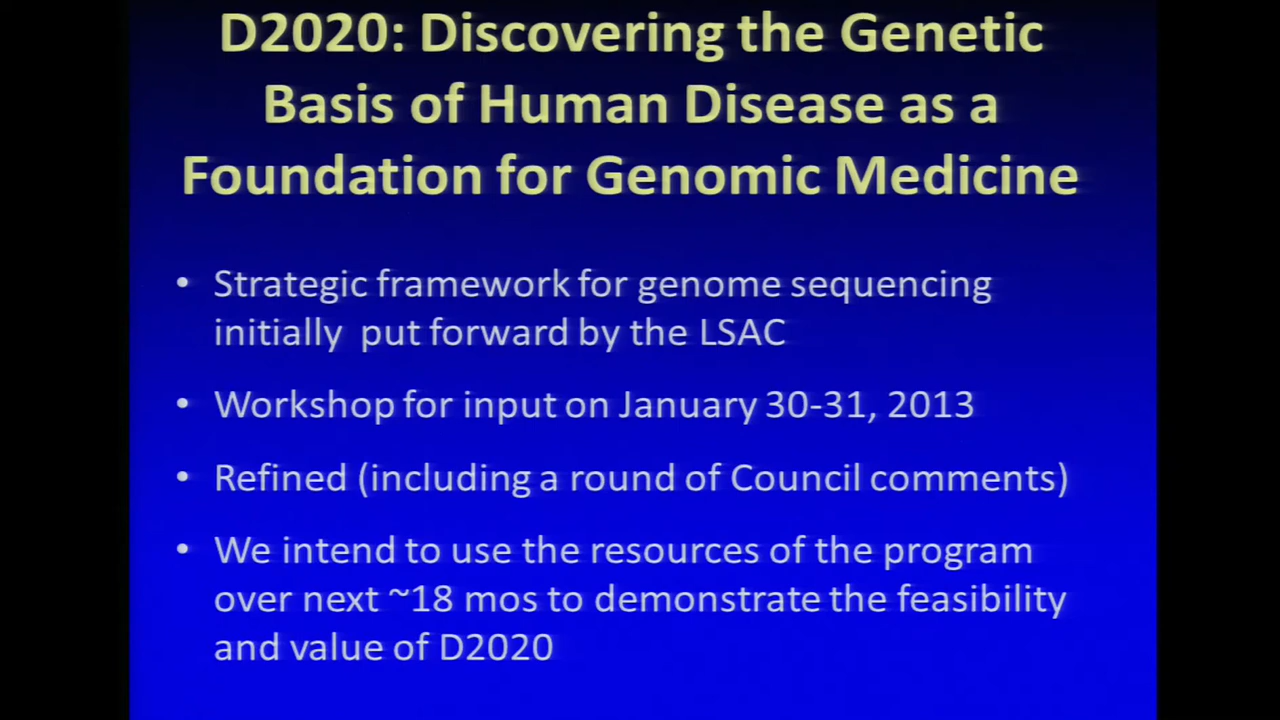 D2020: Discovering the Genetic
Basis of Human Disease as a
Foundation for Genomic Medicine
• Strategic framework for genome sequencing
initially put forward by the LSAC
• Workshop for input on January 30-31, 2013
• Refined (including a round of Council comments)
• We intend to use the resources of the program
over next ~18 mos to demonstrate the feasibility
and value of D2020